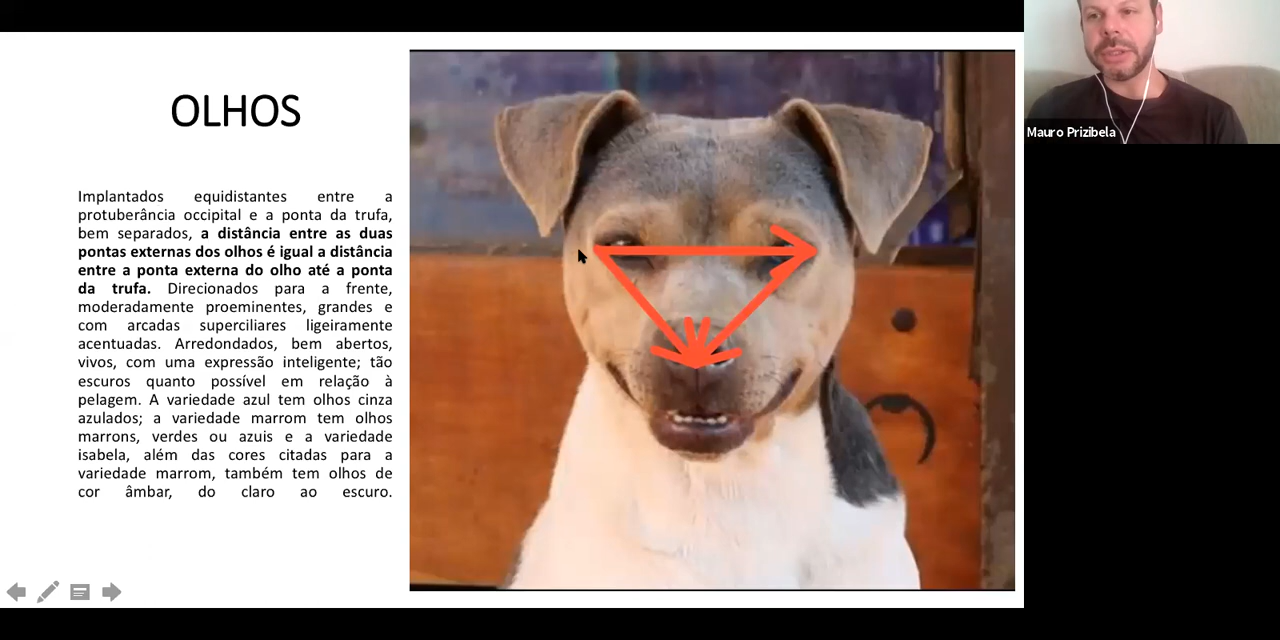 OLHOS
Implantados equidistantes entre a
protuberância occipital e a ponta da trufa,
bem separados, a distância entre as duas
pontas externas dos olhos é igual a distância
entre a ponta externa do olho até a ponta
da trufa. Direcionados para a frente,
moderadamente proeminentes, grandes e
com arcadas superciliares ligeiramente
acentuadas. Arredondados, bem abertos,
vivos, com uma expressão inteligente; tão
escuros quanto possível em relação à
pelagem. A variedade azul tem olhos cinza
azulados; a variedade marrom tem olhos
marrons, verdes ou azuis e a variedade
isabela, além das cores citadas para a
variedade marrom, também tem olhos de
cor âmbar, do claro ao escuro.
Mauro Prizibela